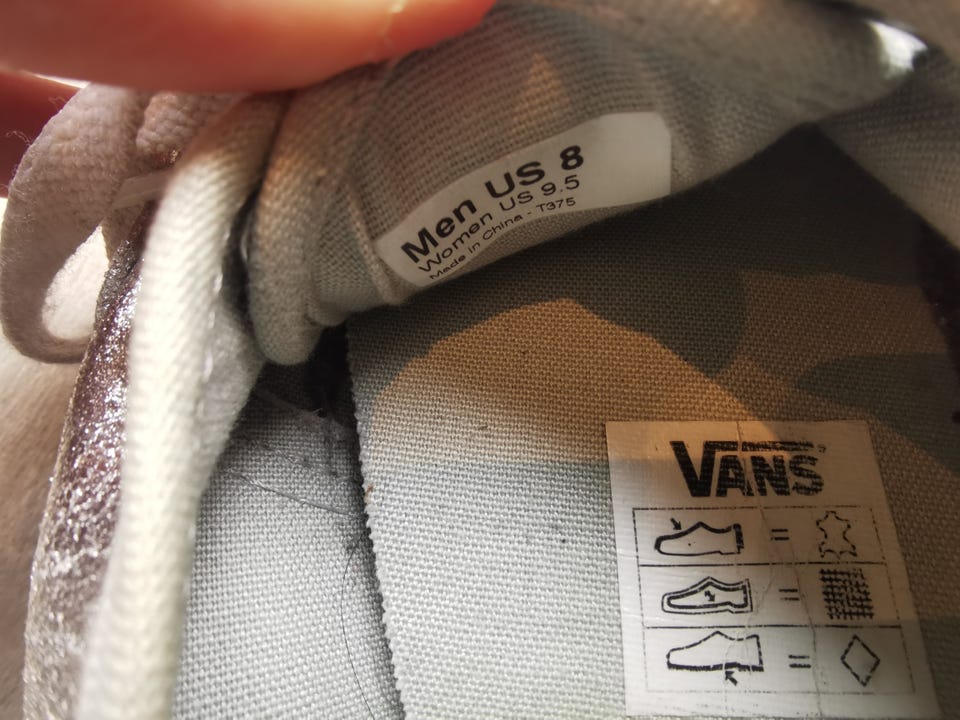 Men US 8
Women US 9.5
Made in China - T375
VANS
=
=
=